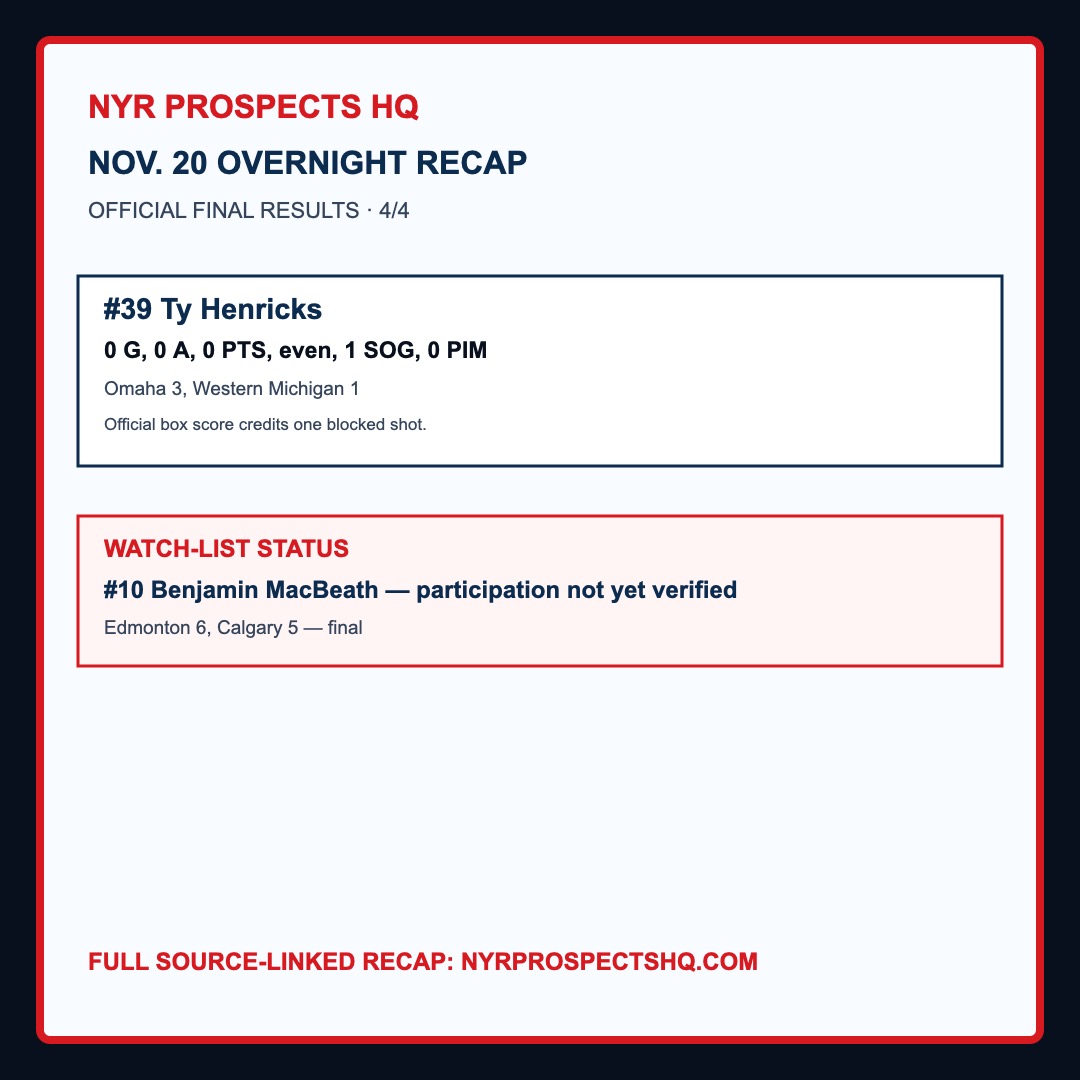 NYR PROSPECTS HQ
NOV. 20 OVERNIGHT RECAP
OFFICIAL FINAL RESULTS · 4/4
#39 Ty Henricks
0 G, 0 A, 0 PTS, even, 1 SOG, 0 PIM
Omaha 3, Western Michigan 1
Official box score credits one blocked shot.
WATCH-LIST STATUS
#10 Benjamin MacBeath — participation not yet verified
Edmonton 6, Calgary 5 — final
FULL SOURCE-LINKED RECAP: NYRPROSPECTSHQ.COM